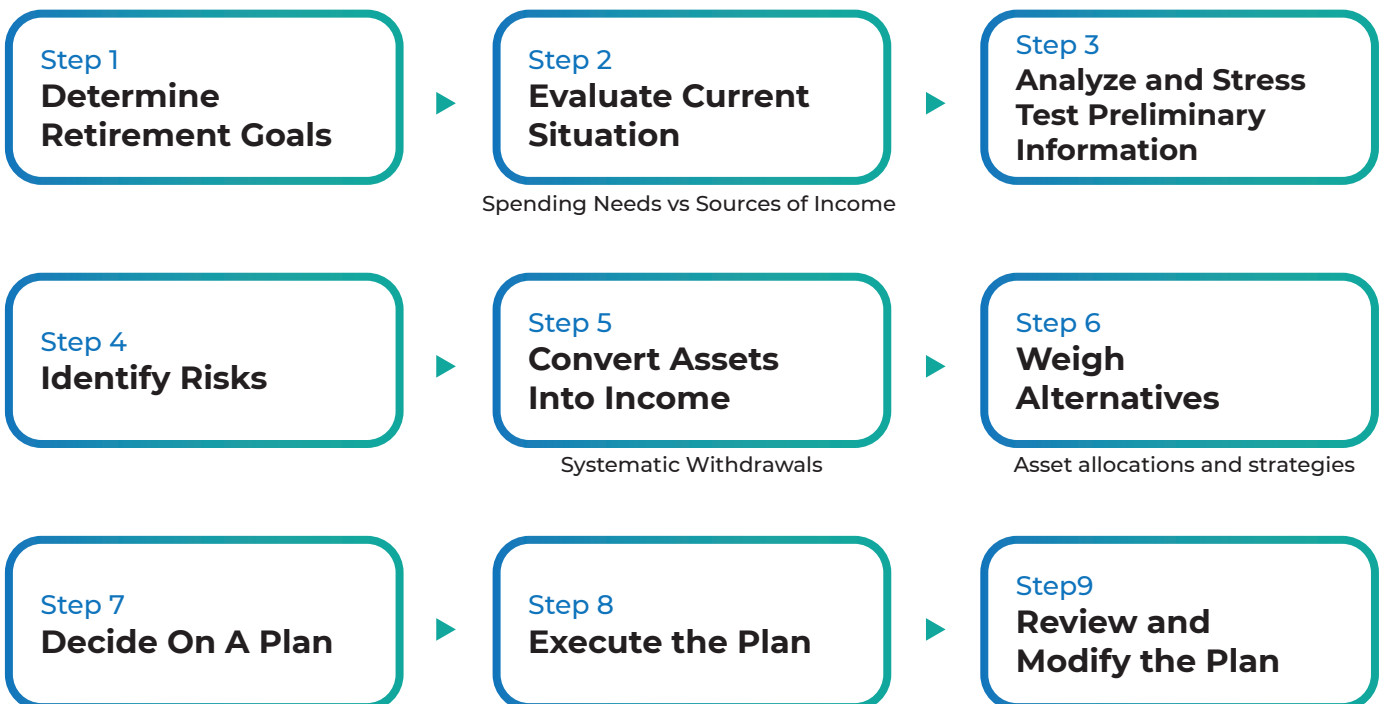 Step 1
Determine
Retirement Goals
Step 2
Evaluate Current
Situation
Spending Needs vs Sources of Income
Step 3
Analyze and Stress
Test Preliminary
Information
Step 4
Identify Risks
Step 5
Convert Assets
Into Income
Systematic Withdrawals
Step 6
Weigh
Alternatives
Asset allocations and strategies
Step 7
Decide On A Plan
Step 8
Execute the Plan
Step9
Review and
Modify the Plan